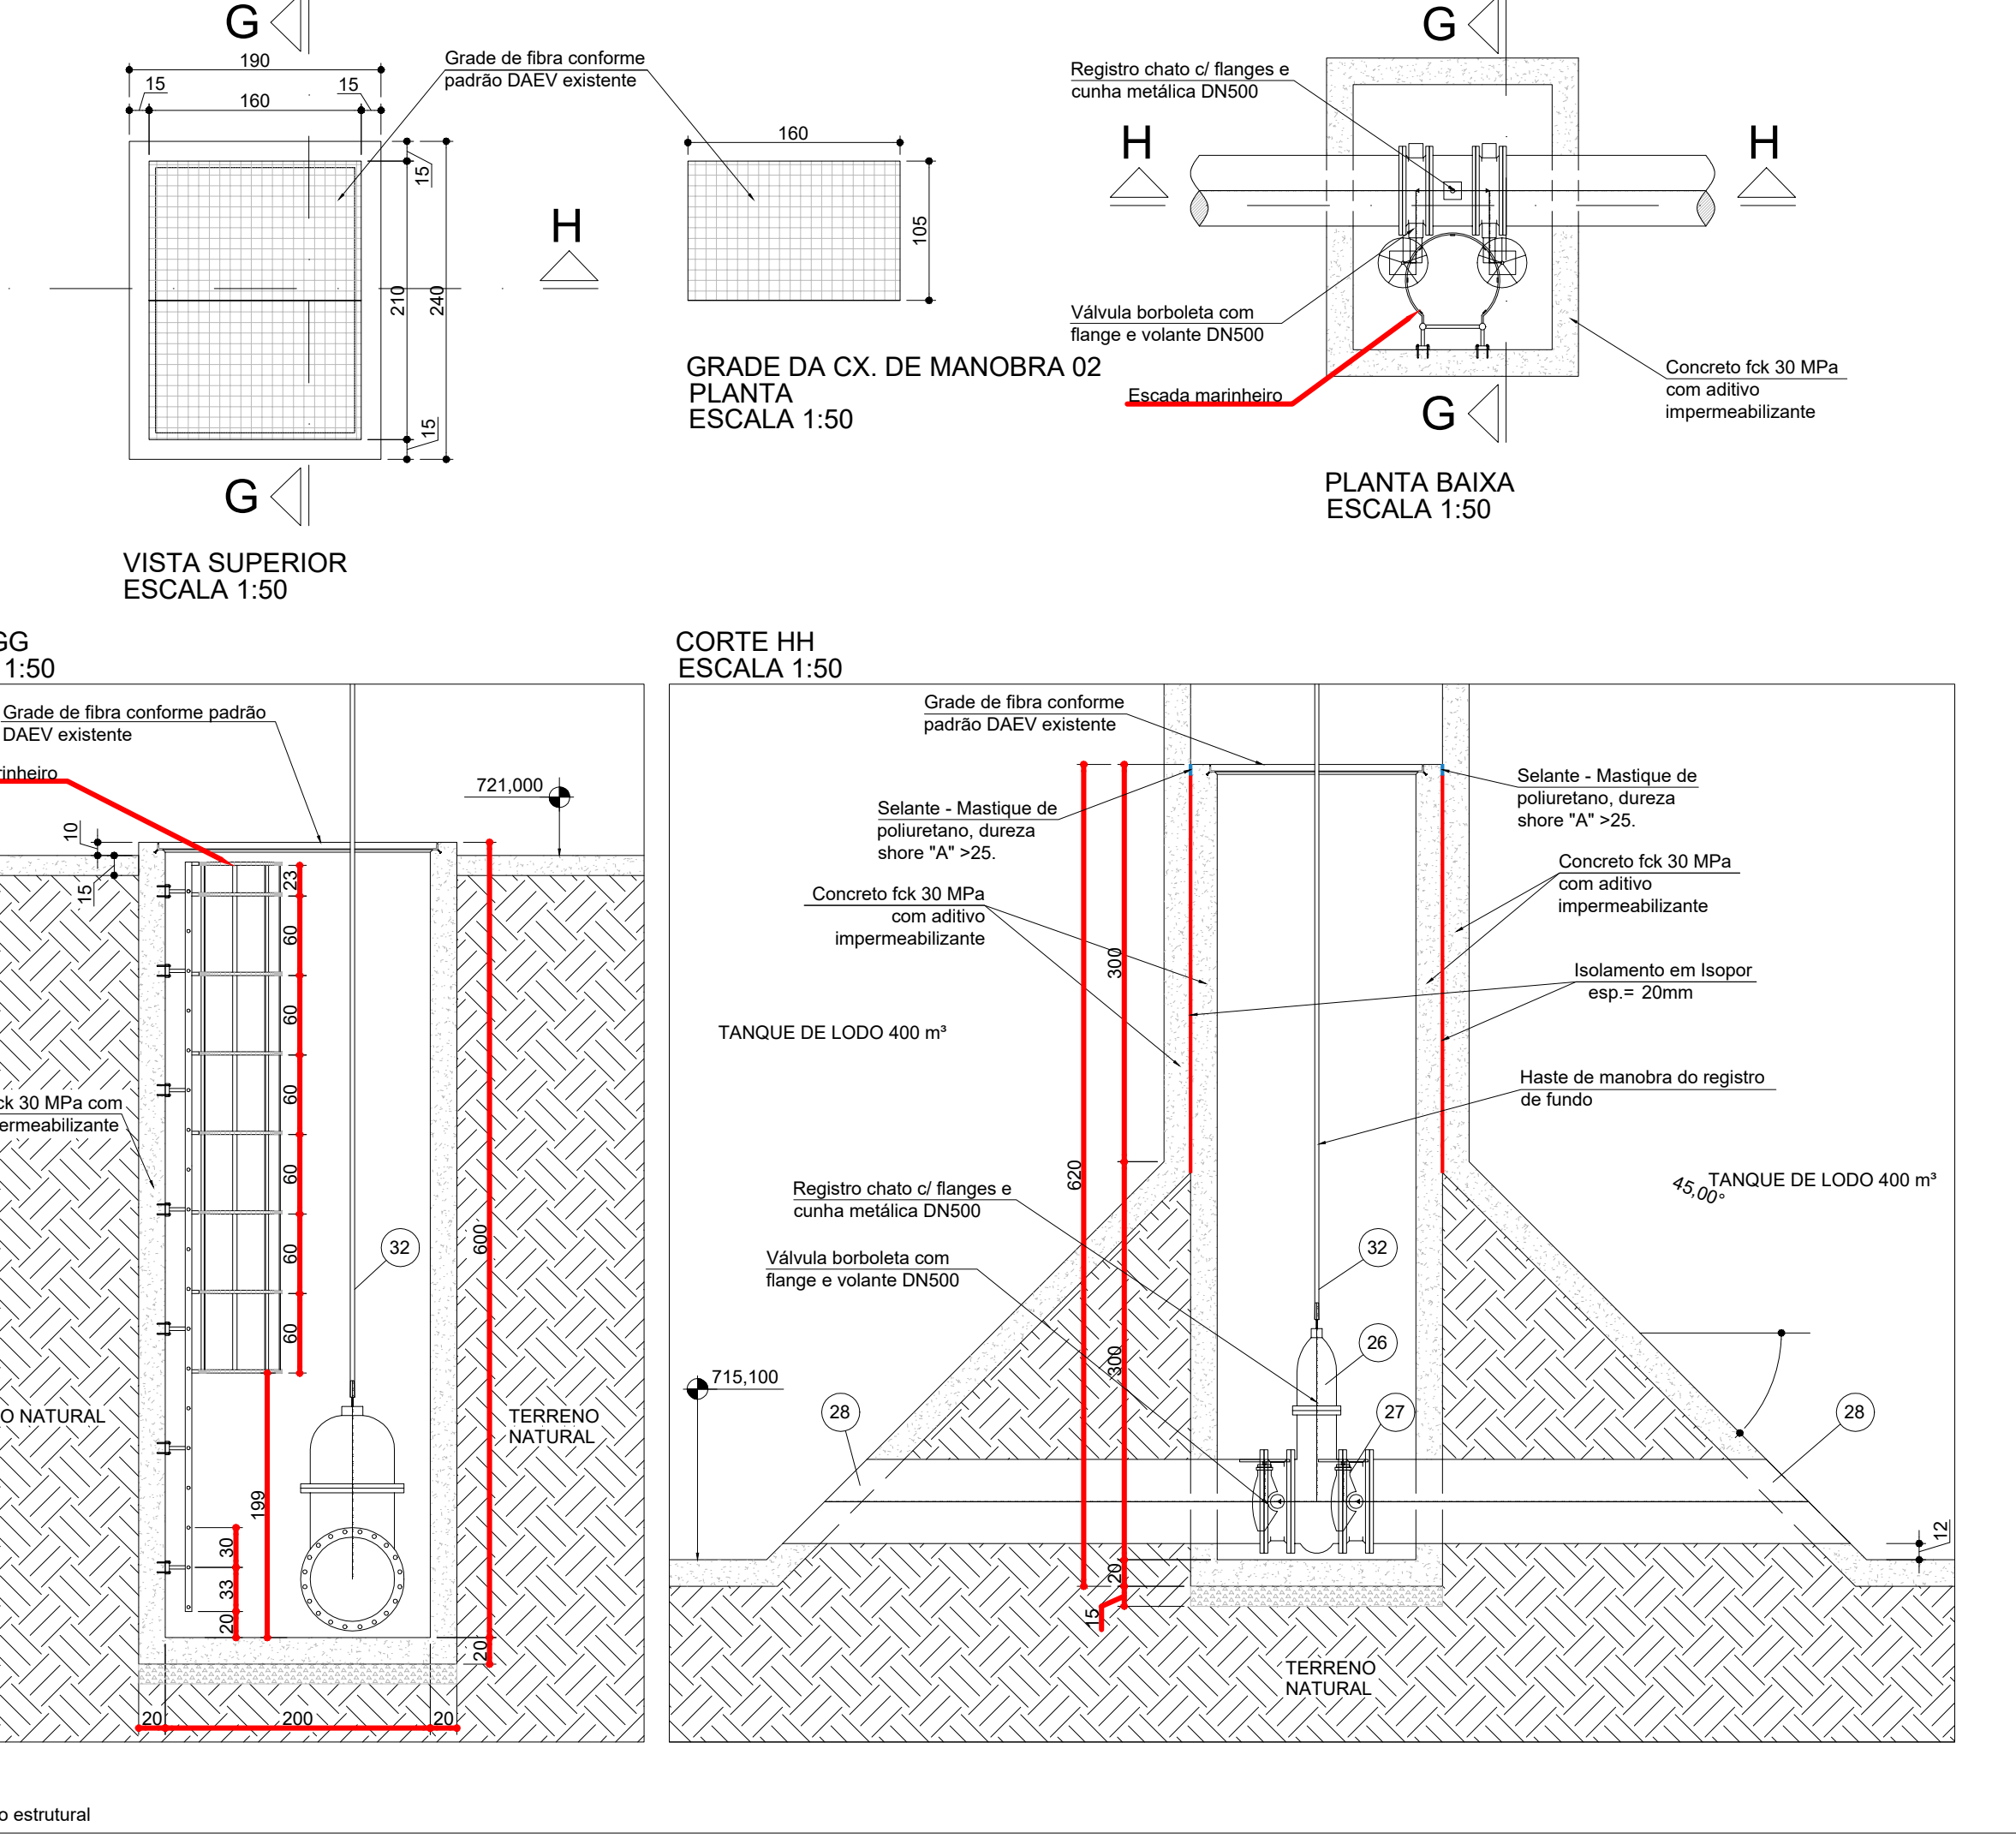 G
190
15
160
15
15
210
240
15
G
H
Grade de fibra conforme
padrão DAEV existente
160
105
VISTA SUPERIOR
ESCALA 1:50
GRADE DA CX. DE MANOBRA 02
PLANTA
ESCALA 1:50
G
Registro chato c/ flanges e
cunha metálica DN500
H
H
Válvula borboleta com
flange e volante DN500
Escada marinheiro
Concreto fck 30 MPa
com aditivo
impermeabilizante
G
PLANTA BAIXA
ESCALA 1:50
GG
1:50
Grade de fibra conforme padrão
DAEV existente
rinheiro
721,000
10
15
23
60
60
60
60
60
60
ck 30 MPa com
ermeabilizante
32
600
O NATURAL
TERRENO
NATURAL
199
30
33
20
20
20
200
20
o estrutural
CORTE HH
ESCALA 1:50
Grade de fibra conforme
padrão DAEV existente
Selante - Mastique de
poliuretano, dureza
shore "A" >25.
Selante - Mastique de
poliuretano, dureza
shore "A" >25.
Concreto fck 30 MPa
com aditivo
impermeabilizante
Concreto fck 30 MPa
com aditivo
impermeabilizante
300
Isolamento em Isopor
esp.= 20mm
TANQUE DE LODO 400 m³
Haste de manobra do registro
de fundo
620
Registro chato c/ flanges e
cunha metálica DN500
45,00°
TANQUE DE LODO 400 m³
Válvula borboleta com
flange e volante DN500
32
26
300
715,100
28
27
28
12
20
15
TERRENO
NATURAL